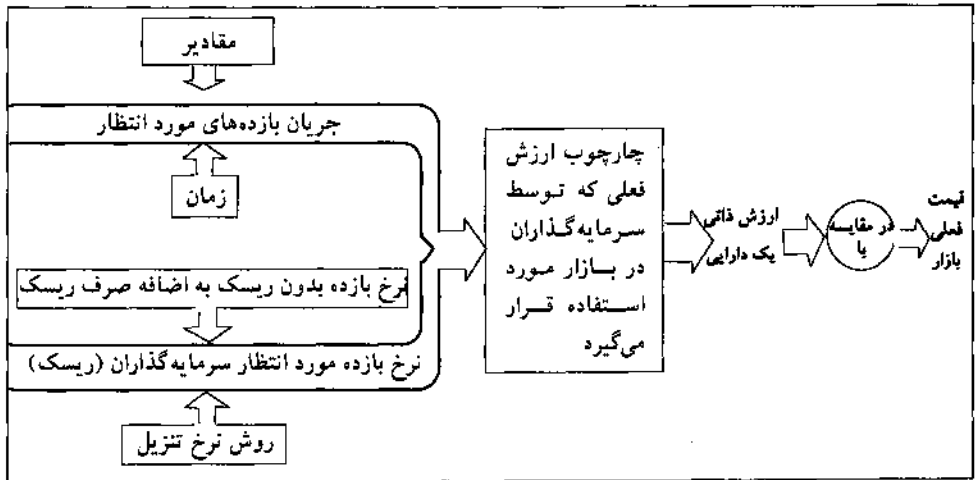 مقادیر
جریان بازده‌های مورد انتظار
زمان
نرخ بازده بدون ریسک به اضافه صرف ریسک
نرخ بازده مورد انتظار سرمایه‌گذاران (ریسک)
روش نرخ تنزیل
چارچوب ارزش
فعلی که توسط
سرمایه‌گذاران
در بازار مورد
استفاده قرار
می‌گیرد
ارزش ذاتی
یک دارایی
در مقایسه
با
قیمت
فعلی
بازار